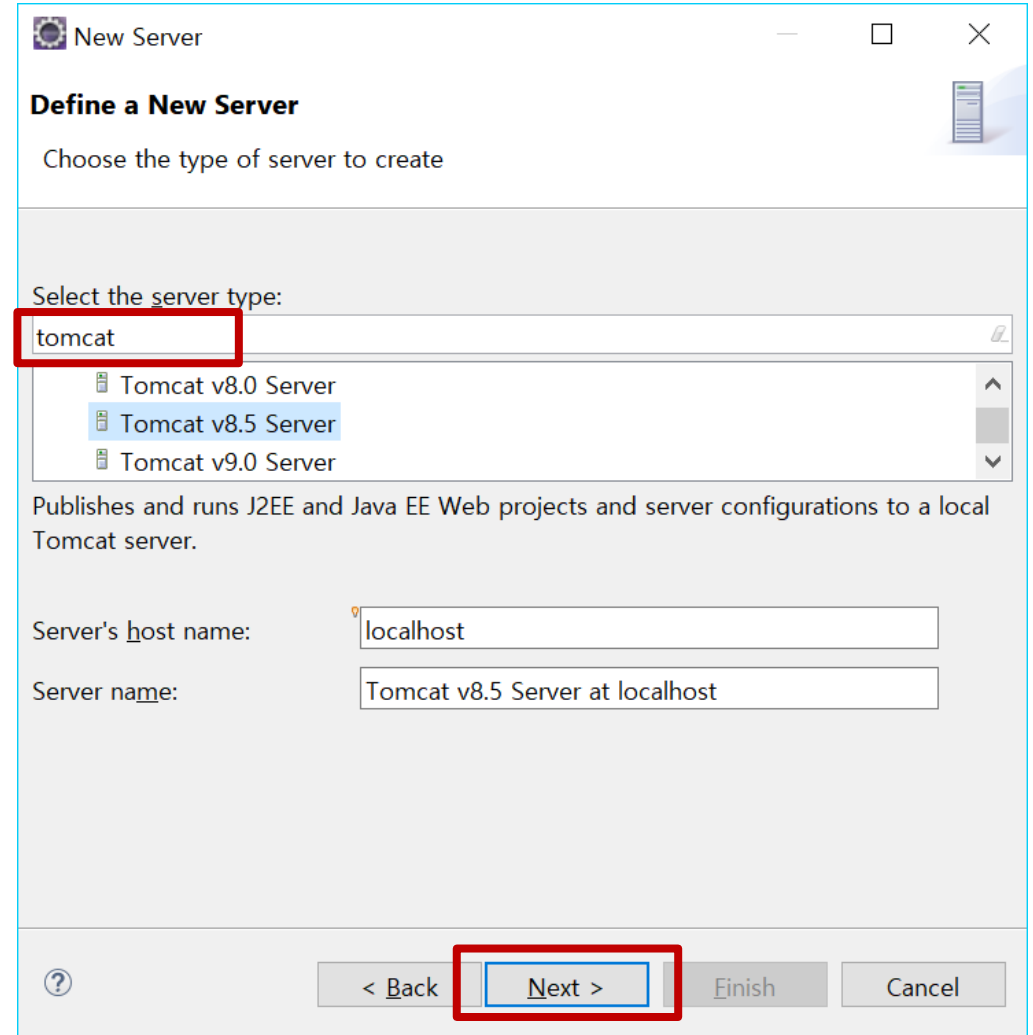 New Server
Define a New Server
Choose the type of server to create
Select the server type:
tomcat
Tomcat v8.0 Server
Tomcat v8.5 Server
Tomcat v9.0 Server
Publishes and runs J2EE and Java EE Web projects and server configurations to a local
Tomcat server.
Server's host name: localhost
Server name: Tomcat v8.5 Server at localhost
? < Back Next > Finish Cancel